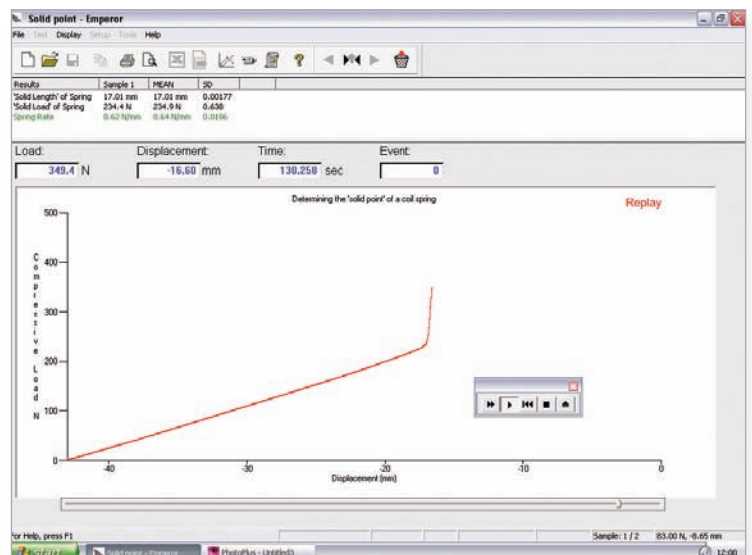 Solid point - Emperor
File Test Display Setup Tools Help
Results Sample 1 MEAN SD
'Solid Length' of Spring 17.01 mm 17.01 mm 0.00177
'Solid Load' of Spring 234.4 N 234.9 N 0.638
Spring Rate 0.62 N/mm 0.64 N/mm 0.0196
Load: Displacement: Time: Event:
349.4 N -16.60 mm 130.258 sec 0
Determining the 'solid point' of a coil spring
Replay
500
400
300
200
100
0
Compressive Load N
-40 -30 -20 -10 0
Displacement (mm)
For Help, press F1 Sample: 1 / 2 83.00 N, -8.65 mm
Solid point - Emperor PhotoPlus - Untitled3 12:00